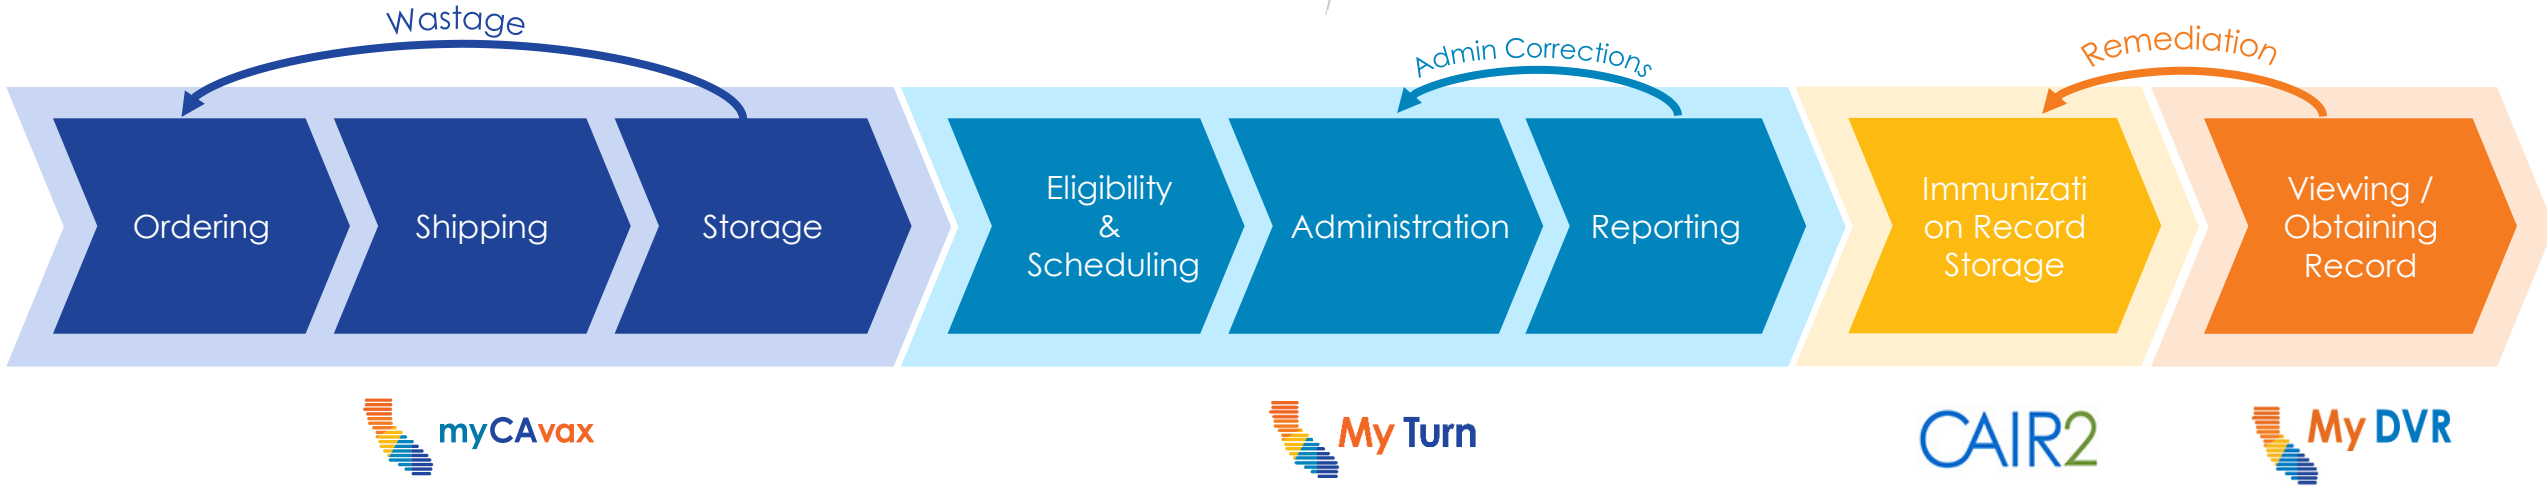 Wastage
Admin Corrections
Remediation
Ordering
Shipping
Storage
Eligibility
&
Scheduling
Administration
Reporting
Immunizati
on Record
Storage
Viewing /
Obtaining
Record
myCAvax
My Turn
CAIR2
My DVR